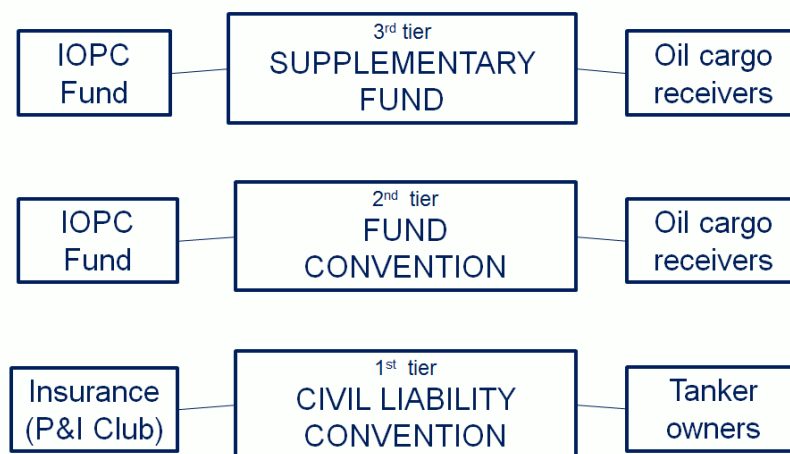 IOPC
Fund
3rd tier
SUPPLEMENTARY
FUND
Oil cargo
receivers
IOPC
Fund
2nd tier
FUND
CONVENTION
Oil cargo
receivers
Insurance
(P&I Club)
1st tier
CIVIL LIABILITY
CONVENTION
Tanker
owners